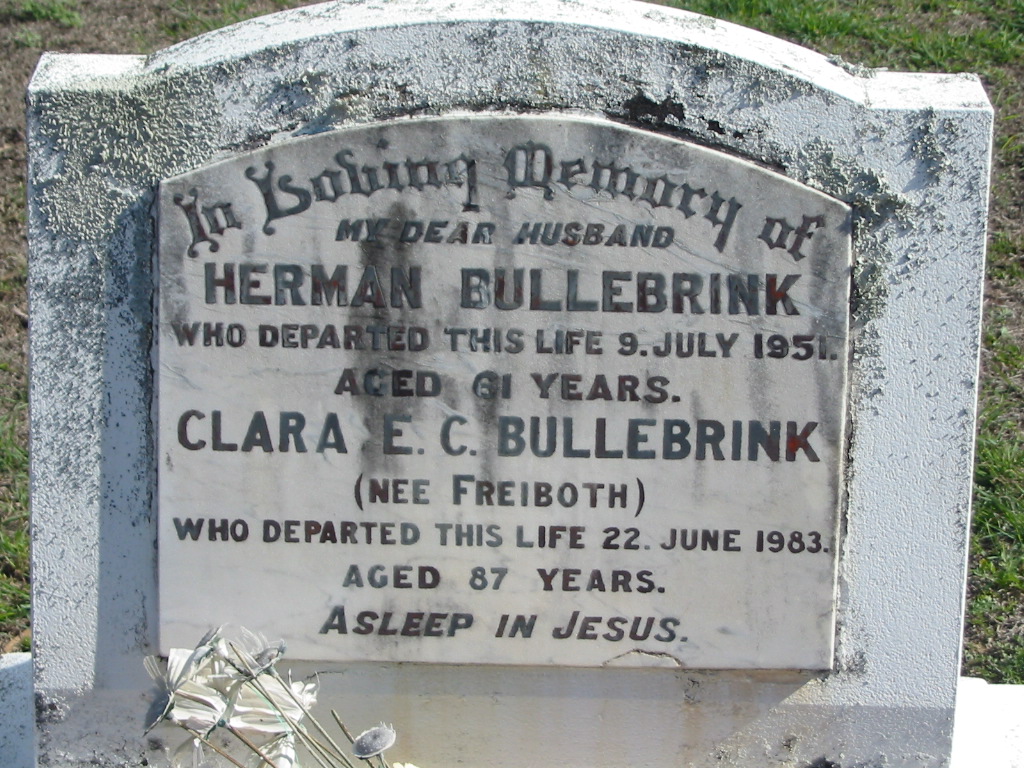 In Loving Memory of
MY DEAR HUSBAND
HERMAN BULLEBRINK
WHO DEPARTED THIS LIFE 9. JULY 1951.
AGED 61 YEARS.
CLARA E. C. BULLEBRINK
(NEE FREIBOTH)
WHO DEPARTED THIS LIFE 22. JUNE 1983.
AGED 87 YEARS.
ASLEEP IN JESUS.